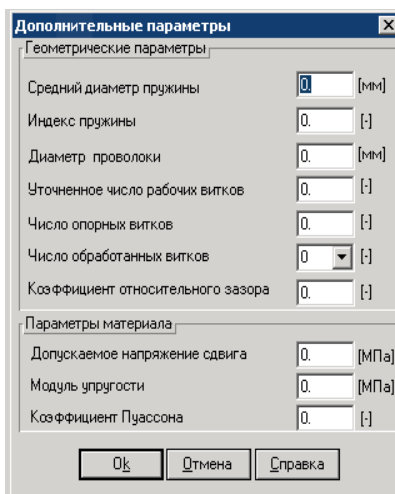 Дополнительные параметры
Геометрические параметры
Средний диаметр пружины 0. [мм]
Индекс пружины 0. [-]
Диаметр проволоки 0. [мм]
Уточненное число рабочих витков 0. [-]
Число опорных витков 0. [-]
Число обработанных витков 0 [-]
Коэффициент относительного зазора 0. [-]
Параметры материала
Допускаемое напряжение сдвига 0. [МПа]
Модуль упругости 0. [МПа]
Коэффициент Пуассона 0. [-]
Ok Отмена Справка